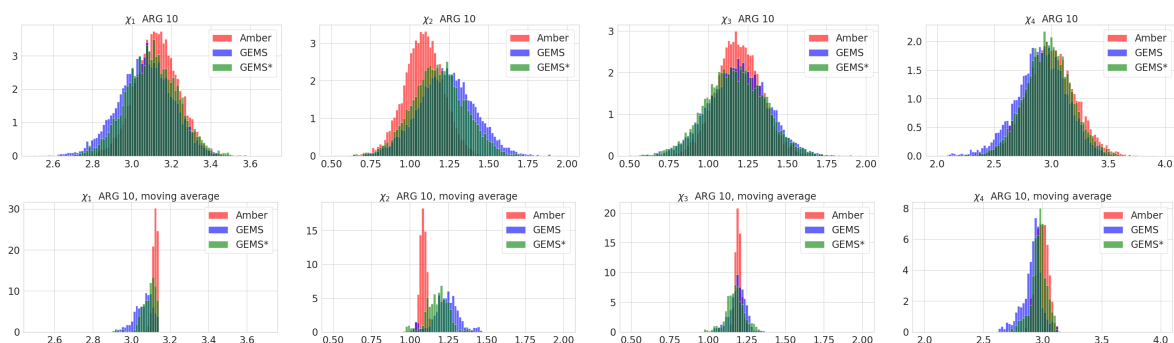 χ₁ ARG 10
3
2
1
0
2.6 2.8 3.0 3.2 3.4 3.6
Amber
GEMS
GEMS*
χ₂ ARG 10
3
2
1
0
0.50 0.75 1.00 1.25 1.50 1.75 2.00
Amber
GEMS
GEMS*
χ₃ ARG 10
3
2
1
0
0.50 0.75 1.00 1.25 1.50 1.75 2.00
Amber
GEMS
GEMS*
χ₄ ARG 10
2.0
1.5
1.0
0.5
0.0
2.0 2.5 3.0 3.5 4.0
Amber
GEMS
GEMS*
χ₁ ARG 10, moving average
30
20
10
0
2.6 2.8 3.0 3.2 3.4 3.6
Amber
GEMS
GEMS*
χ₂ ARG 10, moving average
15
10
5
0
0.50 0.75 1.00 1.25 1.50 1.75 2.00
Amber
GEMS
GEMS*
χ₃ ARG 10, moving average
20
15
10
5
0
0.50 0.75 1.00 1.25 1.50 1.75 2.00
Amber
GEMS
GEMS*
χ₄ ARG 10, moving average
8
6
4
2
0
2.0 2.5 3.0 3.5 4.0
Amber
GEMS
GEMS*